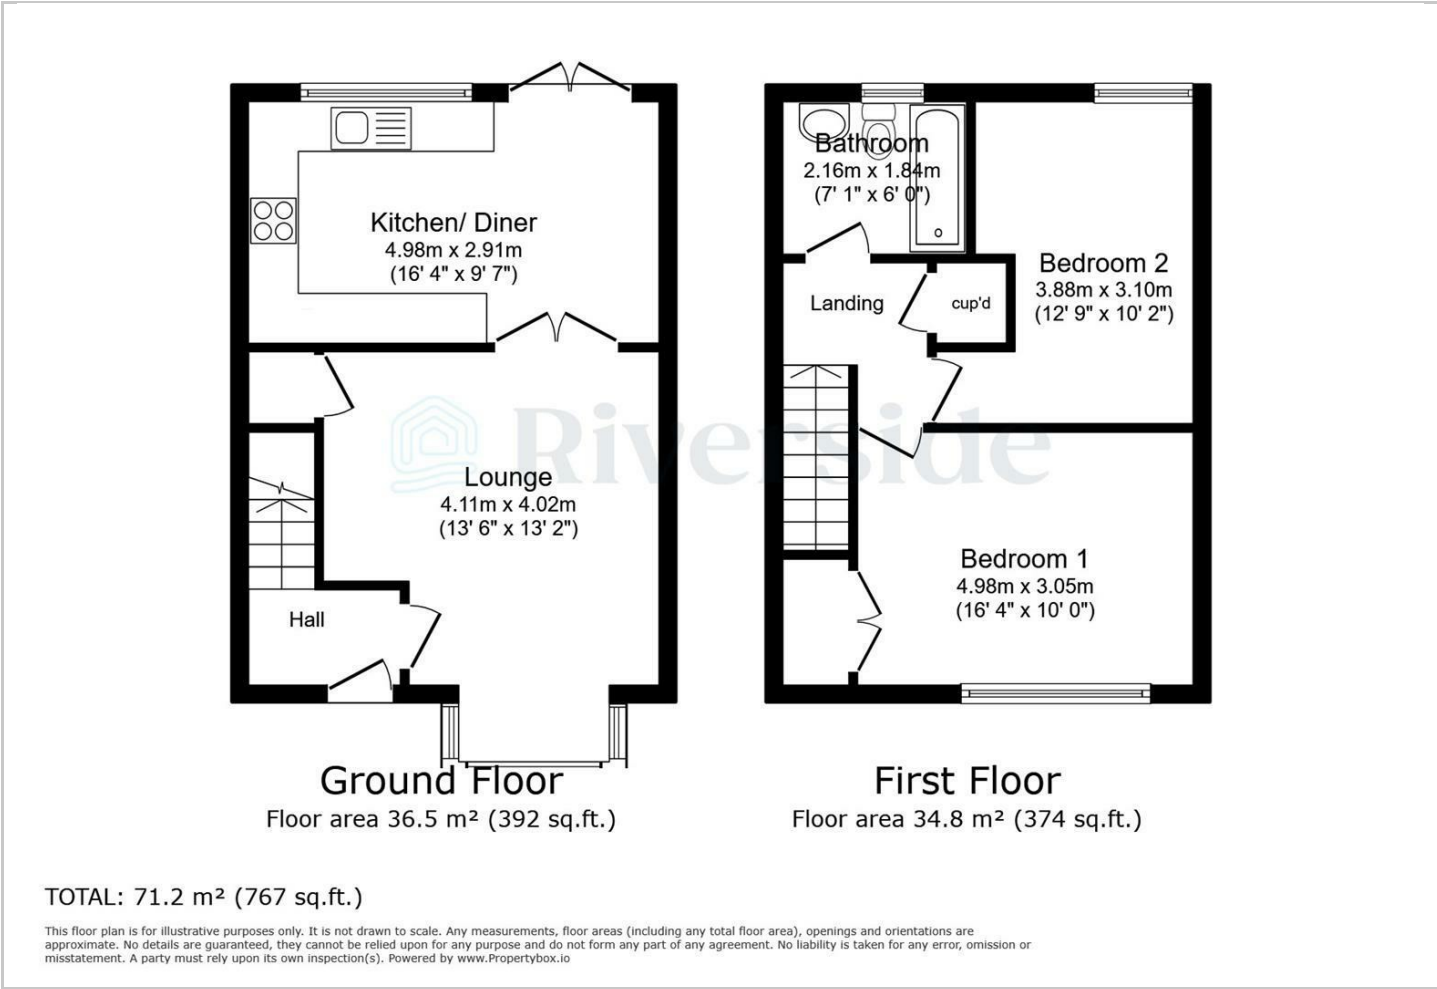 Kitchen/ Diner
4.98m x 2.91m
(16' 4" x 9' 7")
Lounge
4.11m x 4.02m
(13' 6" x 13' 2")
Hall
Bathroom
2.16m x 1.84m
(7' 1" x 6' 0")
Landing
cup'd
Bedroom 2
3.88m x 3.10m
(12' 9" x 10' 2")
Bedroom 1
4.98m x 3.05m
(16' 4" x 10' 0")
Riverside
Ground Floor
Floor area 36.5 m² (392 sq.ft.)
First Floor
Floor area 34.8 m² (374 sq.ft.)
TOTAL: 71.2 m² (767 sq.ft.)
This floor plan is for illustrative purposes only. It is not drawn to scale. Any measurements, floor areas (including any total floor area), openings and orientations are
approximate. No details are guaranteed, they cannot be relied upon for any purpose and do not form any part of any agreement. No liability is taken for any error, omission or
misstatement. A party must rely upon its own inspection(s). Powered by www.Propertybox.io